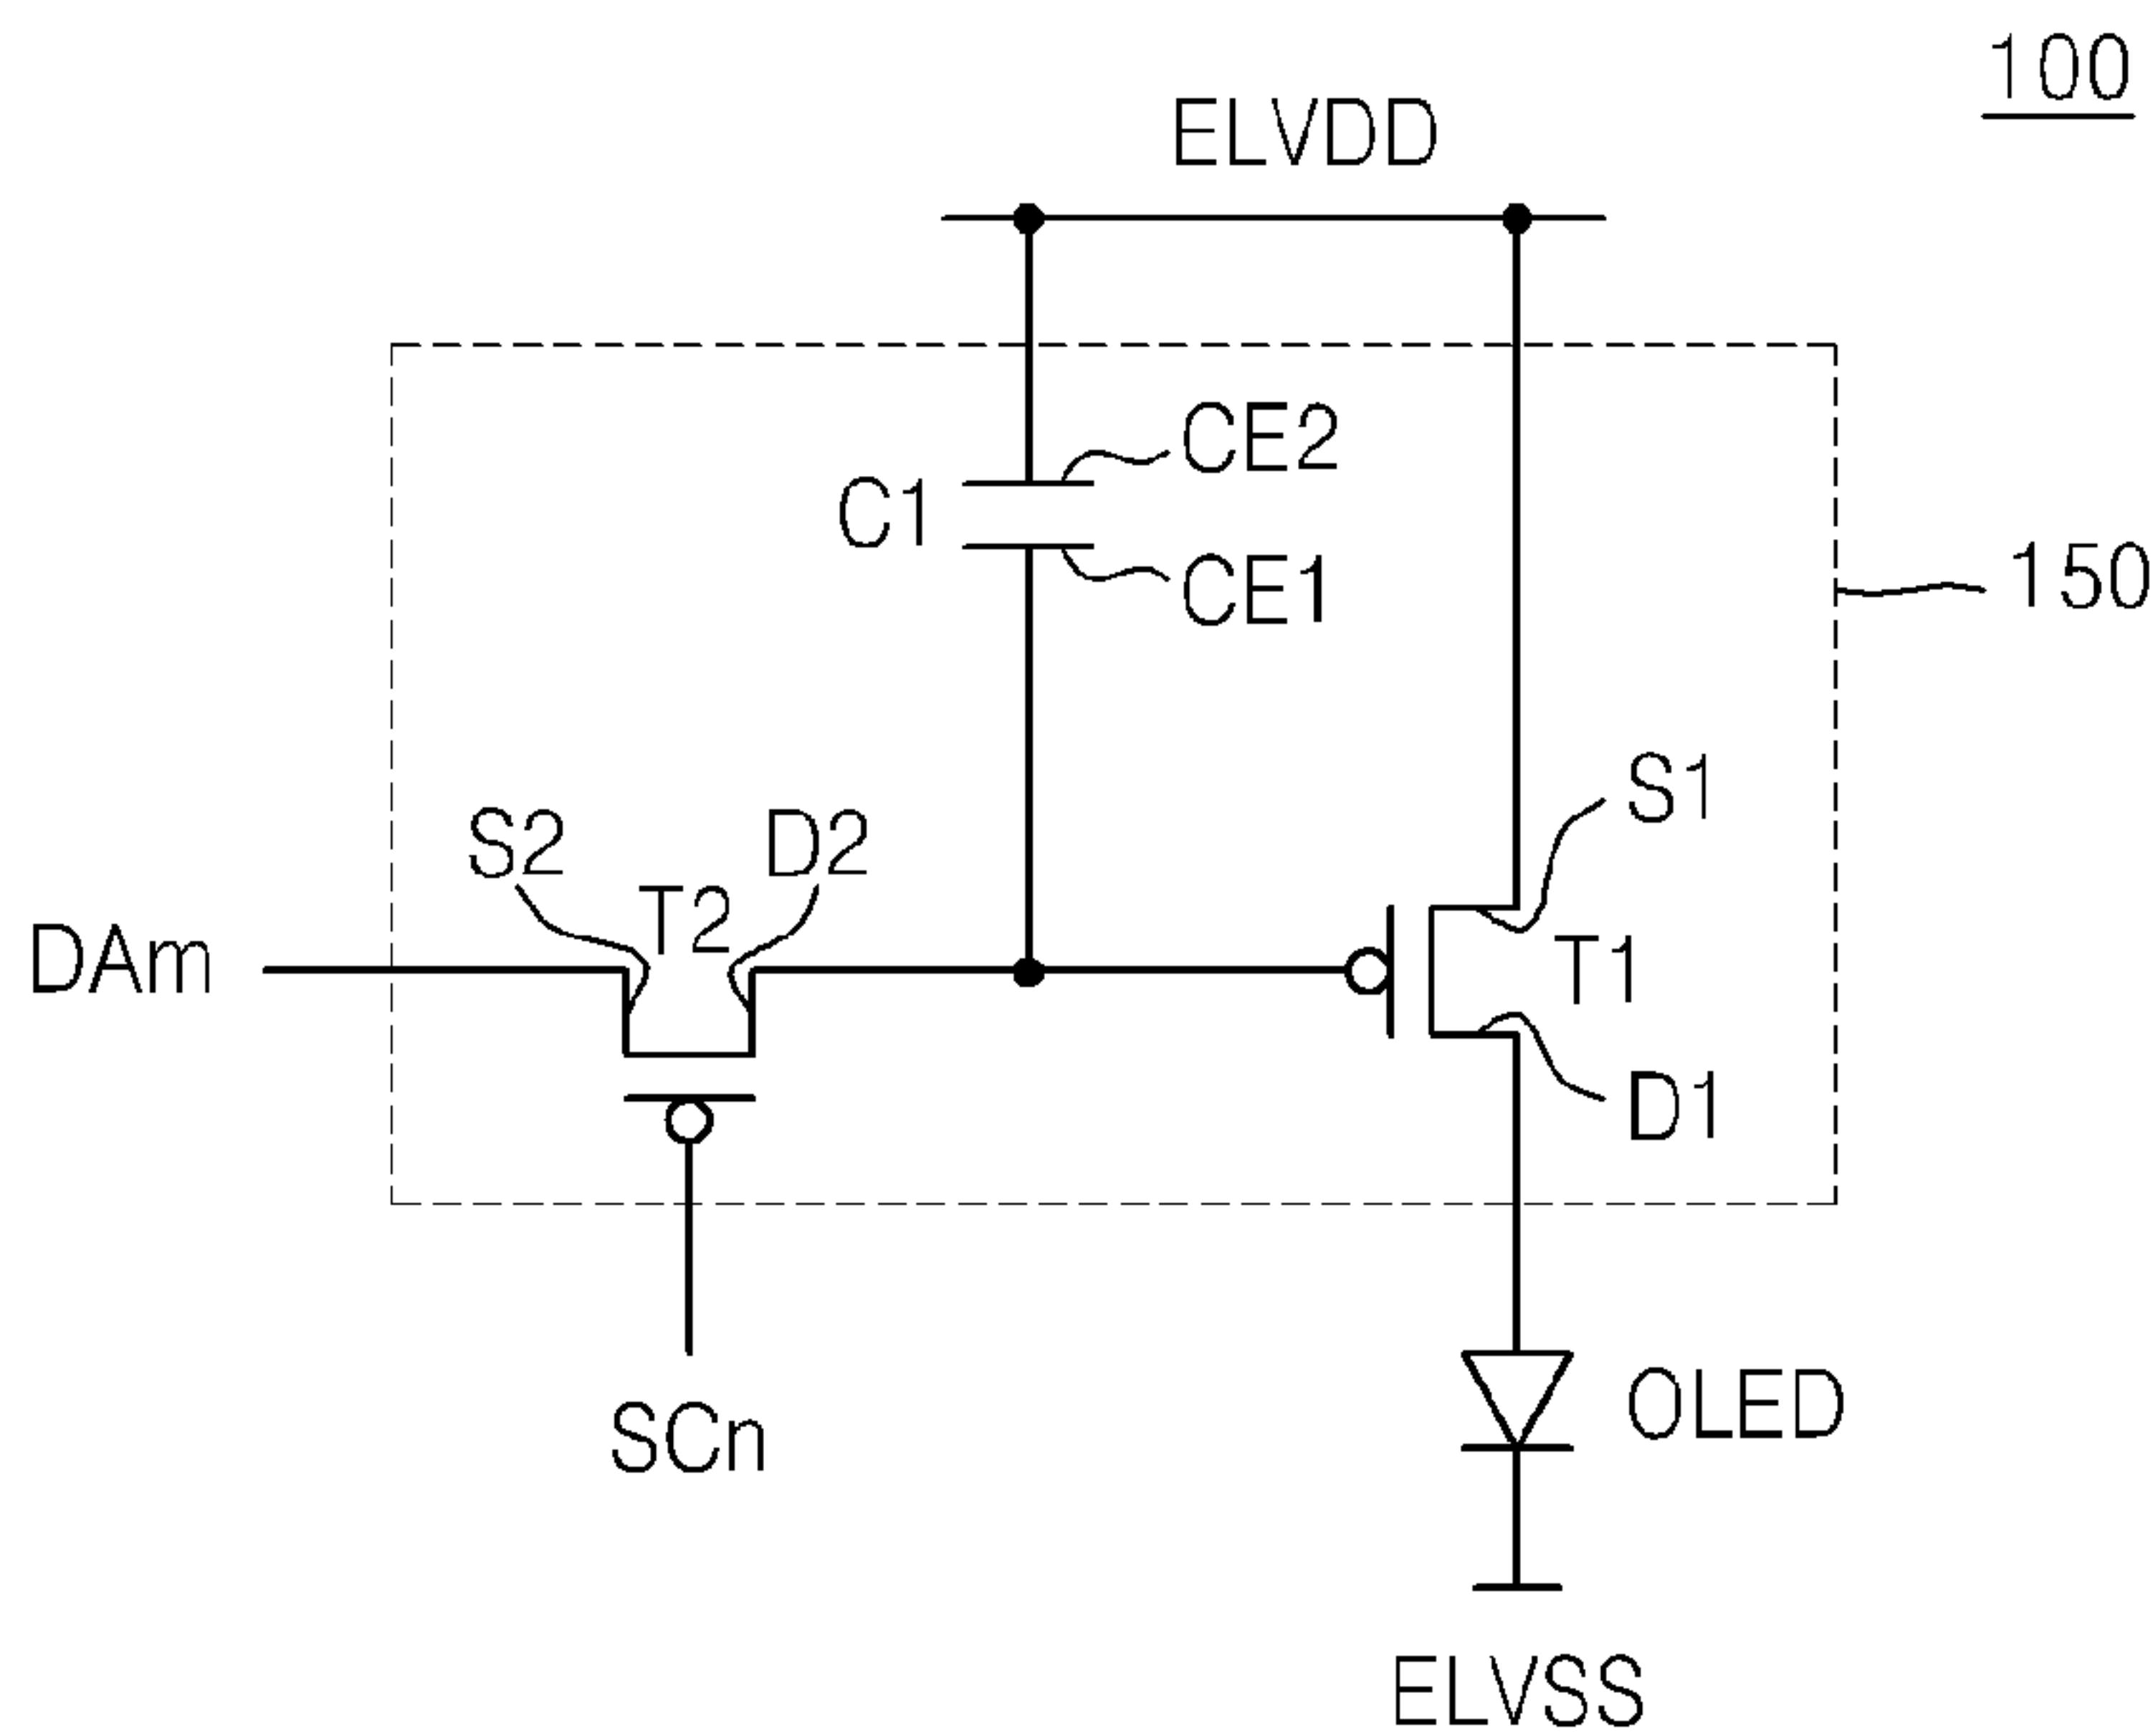 100
ELVDD
CE2
C1
CE1
150
S1
S2
D2
T2
DAm
T1
D1
OLED
SCn
ELVSS